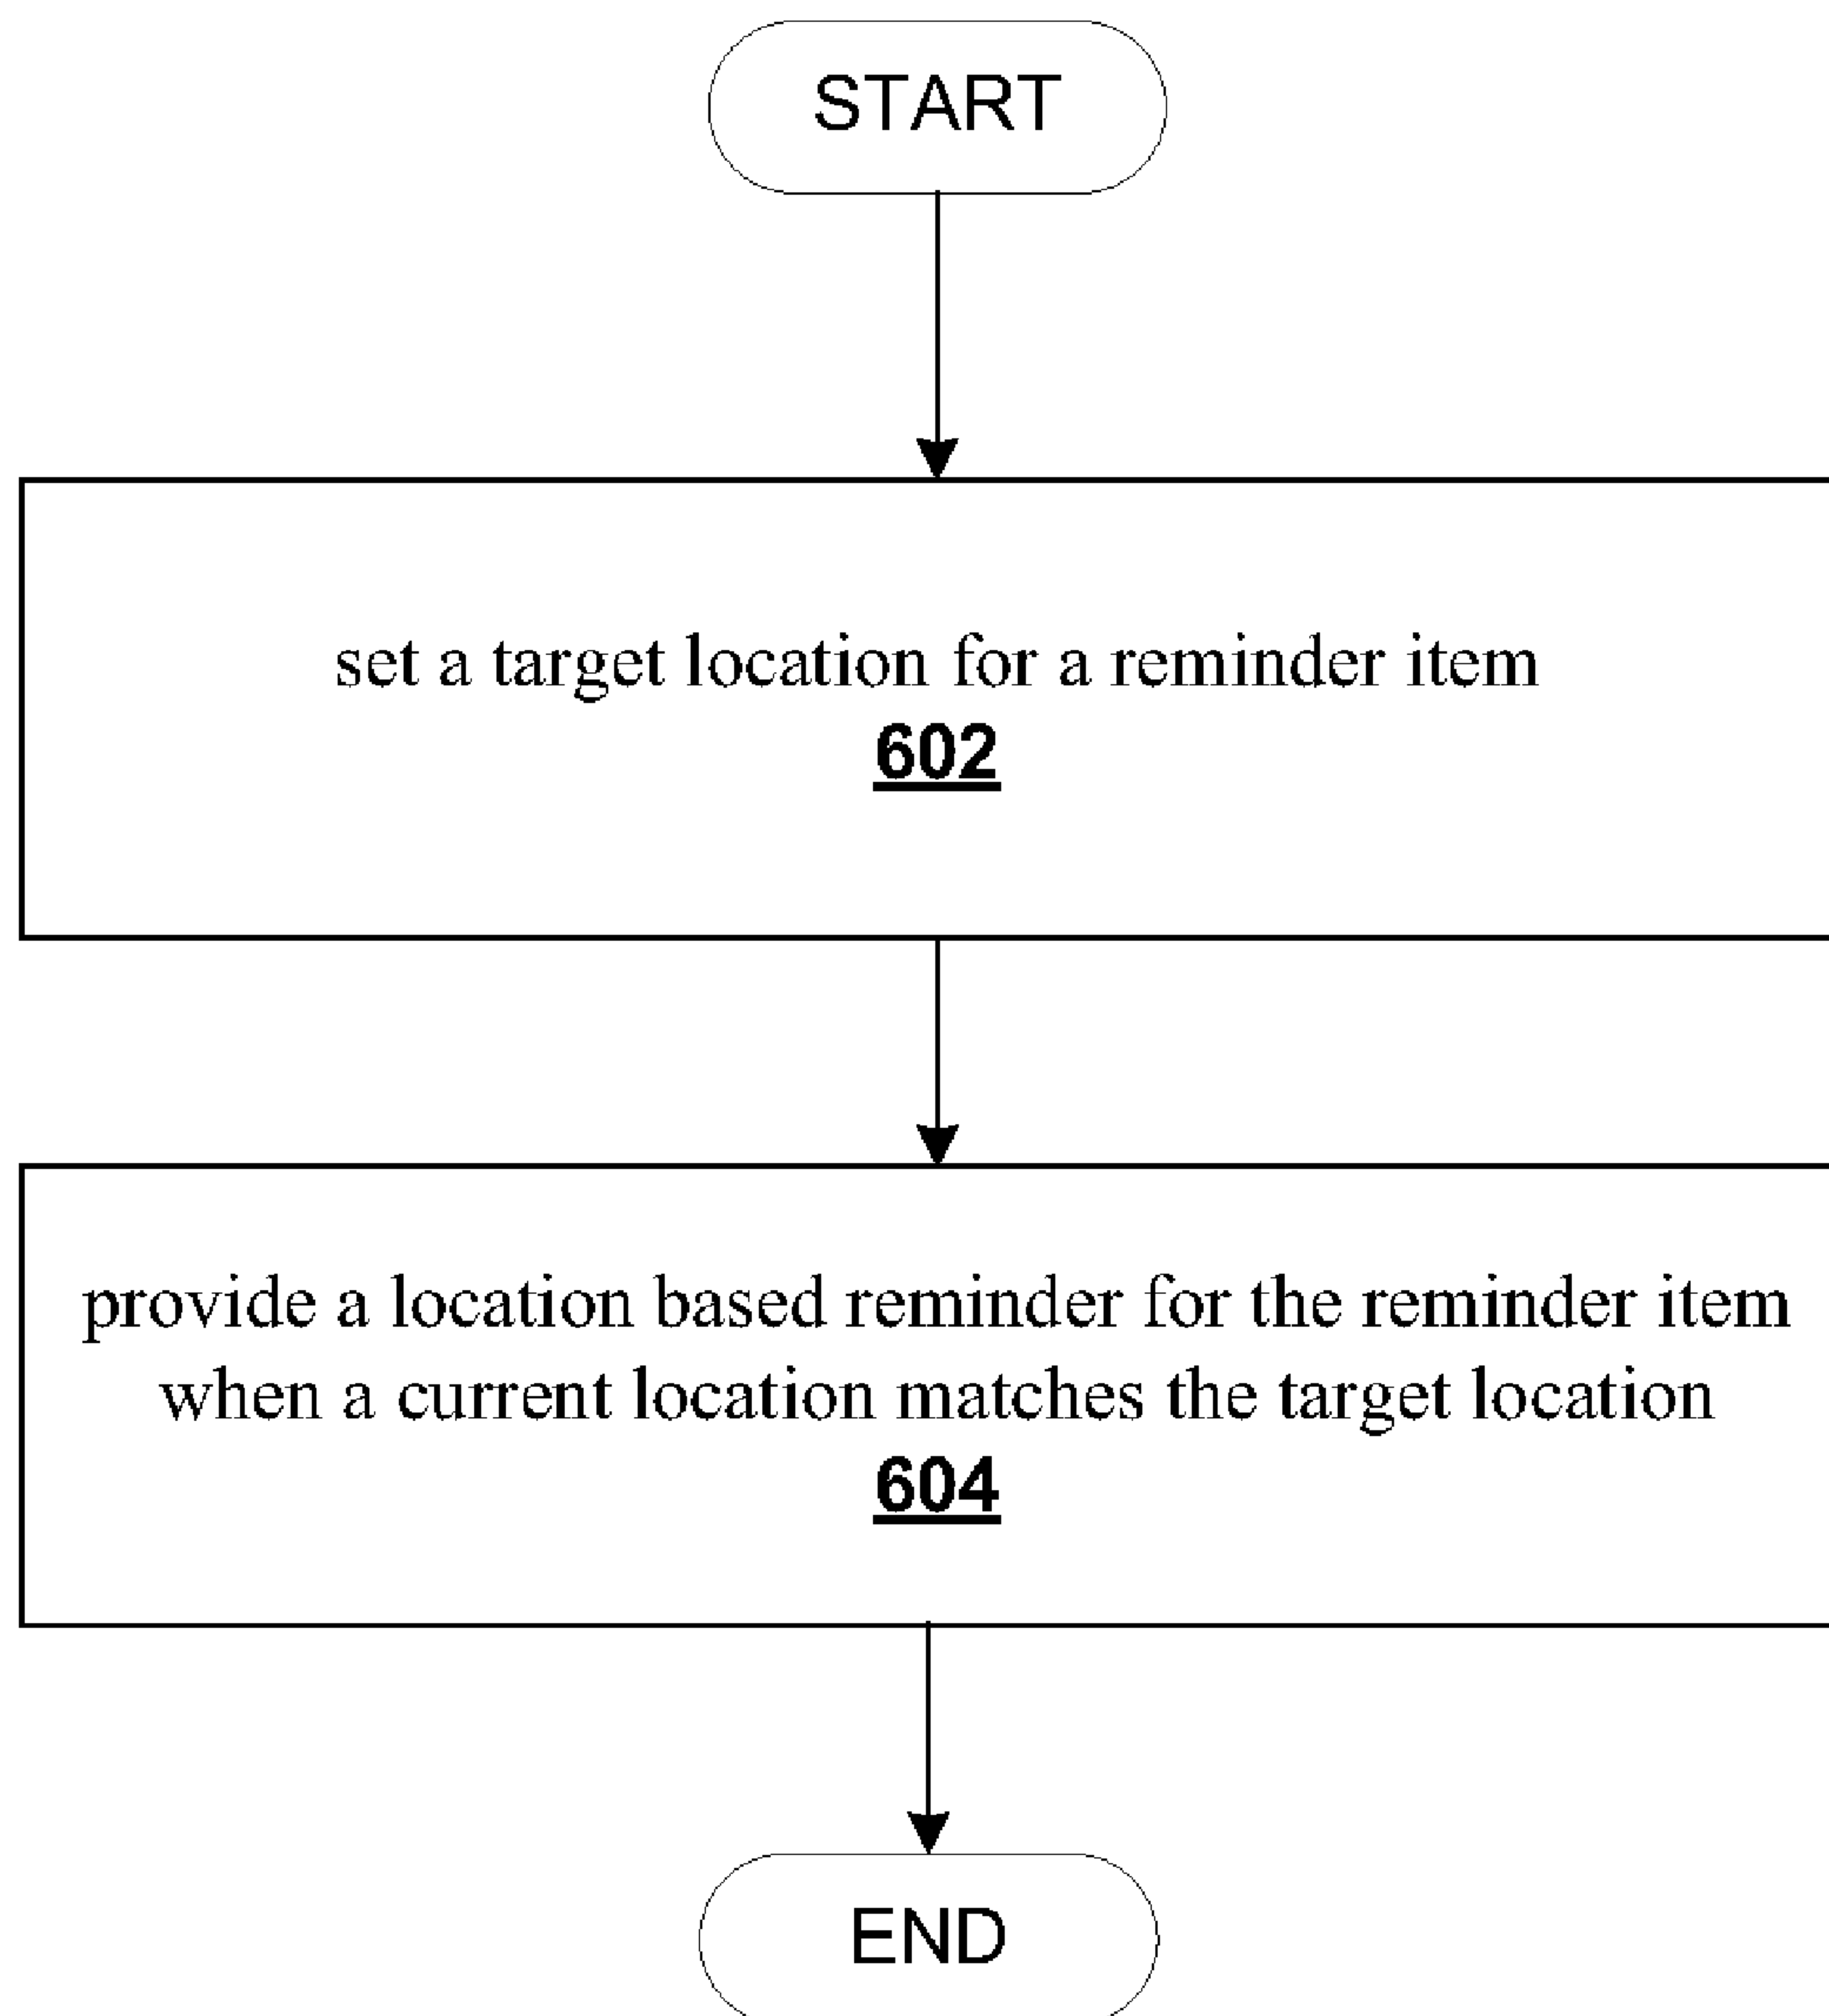 START
set a target location for a reminder item
602
provide a location based reminder for the reminder item
when a current location matches the target location
604
END